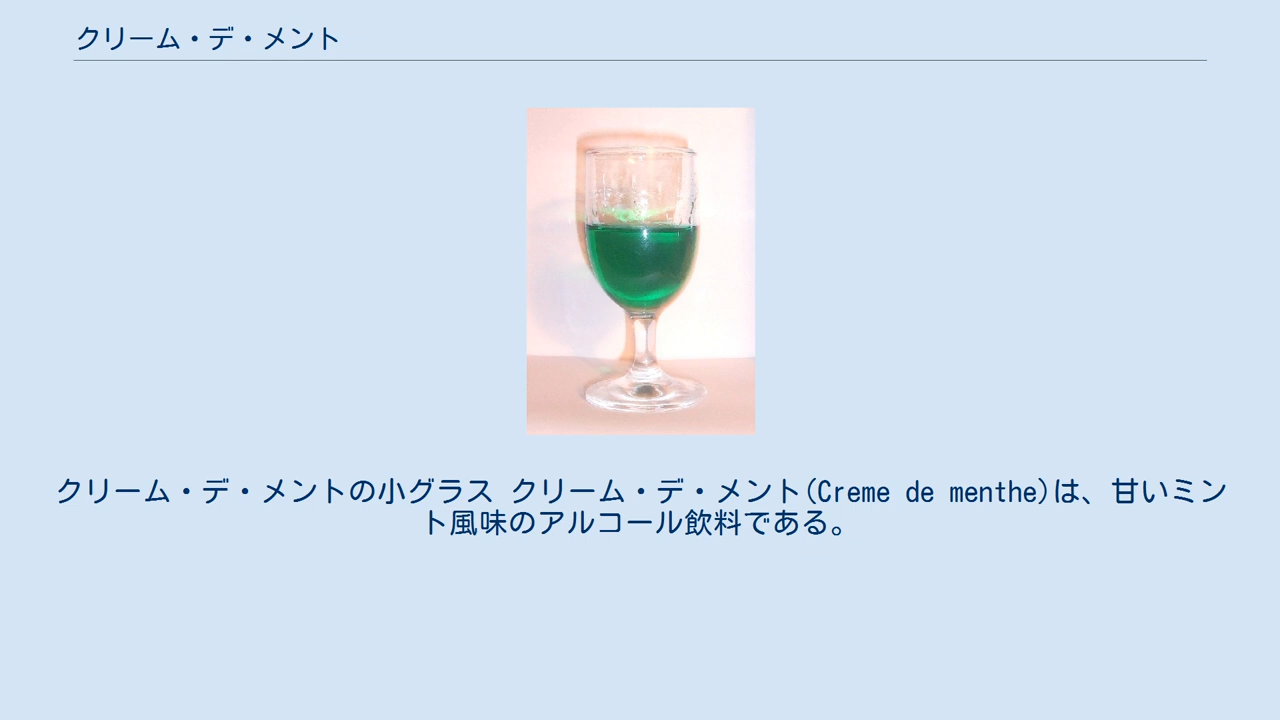 クリーム・デ・メント
クリーム・デ・メントの小グラス クリーム・デ・メント(Creme de menthe)は、甘いミン
ト風味のアルコール飲料である。